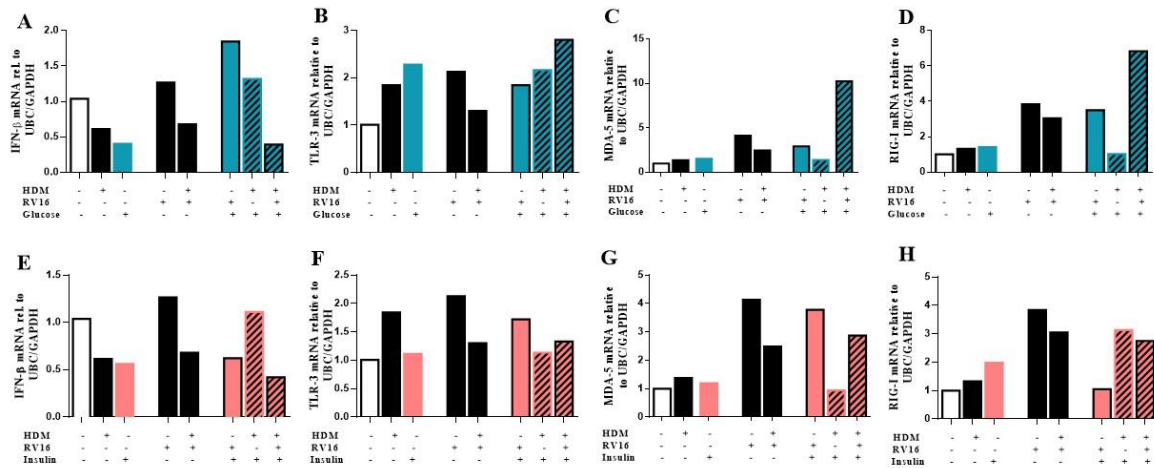 A
IFN-β mRNA rel. to
UBC/GAPDH
2.0
1.5
1.0
0.5
0.0
HDM - + - - + - + +
RV16 - - - + + + - +
Glucose - - + - - + + +
B
TLR-3 mRNA relative to
UBC/GAPDH
3
2
1
0
HDM - + - - + - + +
RV16 - - - + + + - +
Glucose - - + - - + + +
C
MDA-5 mRNA relative
to UBC/GAPDH
15
10
5
0
HDM - + - - + - + +
RV16 - - - + + + - +
Glucose - - + - - + + +
D
RIG-I mRNA relative to
UBC/GAPDH
8
6
4
2
0
HDM - + - - + - + +
RV16 - - - + + + - +
Glucose - - + - - + + +
E
IFN-β mRNA rel. to
UBC/GAPDH
1.5
1.0
0.5
0.0
HDM - + - - + - + +
RV16 - - - + + + - +
Insulin - - + - - + + +
F
TLR-3 mRNA relative to
UBC/GAPDH
2.5
2.0
1.5
1.0
0.5
0.0
HDM - + - - + - + +
RV16 - - - + + + - +
Insulin - - + - - + + +
G
MDA-5 mRNA relative
to UBC/GAPDH
5
4
3
2
1
0
HDM - + - - + - + +
RV16 - - - + + + - +
Insulin - - + - - + + +
H
RIG-I mRNA relative to
UBC/GAPDH
5
4
3
2
1
0
HDM - + - - + - + +
RV16 - - - + + + - +
Insulin - - + - - + + +